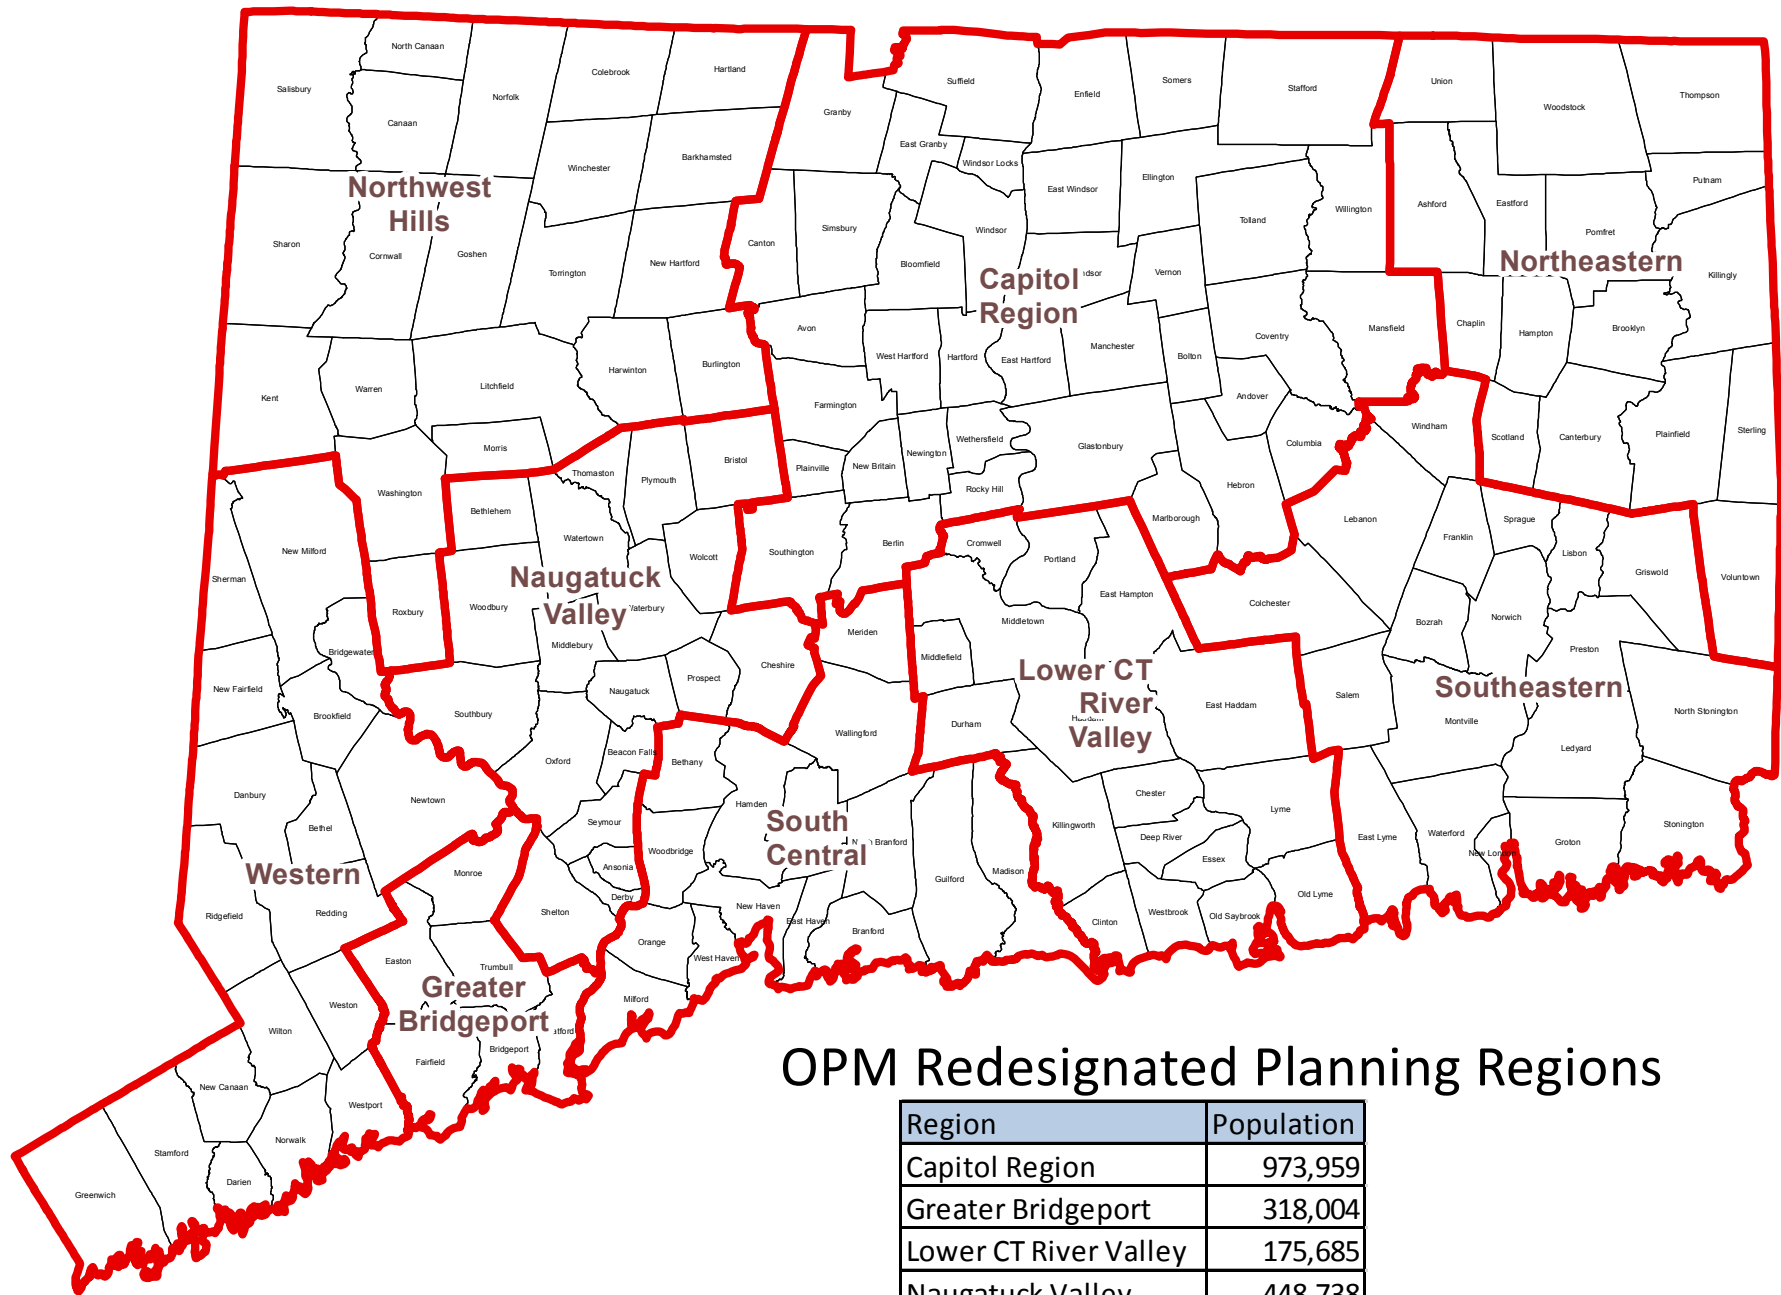 North Canaan
Colebrook
Hartland
Salisbury
Norfolk
Canaan
Winchester
Barkhamsted
Northwest
Hills
Sharon
Cornwall
Goshen
Torrington
New Hartford
Kent
Warren
Litchfield
Harwinton
Burlington
Morris
Washington
Suffield
Enfield
Somers
Stafford
Granby
East Granby
Windsor Locks
East Windsor
Ellington
Tolland
Willington
Canton
Simsbury
Bloomfield
Windsor
Vernon
Capitol
Region
Avon
West Hartford
Hartford
East Hartford
Manchester
Bolton
Coventry
Mansfield
Farmington
Andover
Columbia
Wethersfield
Glastonbury
Newington
New Britain
Plainville
Rocky Hill
Hebron
Marlborough
Southington
Berlin
Union
Woodstock
Thompson
Putnam
Ashford
Eastford
Pomfret
Northeastern
Killingly
Chaplin
Hampton
Brooklyn
Scotland
Canterbury
Plainfield
Sterling
Voluntown
Thomaston
Plymouth
Bristol
Bethlehem
Watertown
Wolcott
Naugatuck
Valley
Woodbury
Middlebury
Cheshire
Prospect
Naugatuck
Southbury
Oxford
Beacon Falls
Seymour
Ansonia
Derby
Shelton
New Milford
Sherman
Roxbury
Bridgewater
New Fairfield
Brookfield
Danbury
Newtown
Bethel
Western
Ridgefield
Redding
Wilton
Weston
New Canaan
Westport
Norwalk
Stamford
Darien
Greenwich
Monroe
Easton
Trumbull
Greater
Bridgeport
Fairfield
Bridgeport
Meriden
Wallingford
Bethany
Hamden
South
Central
Woodbridge
Branford
New Haven
East Haven
Branford
Guilford
Madison
Orange
West Haven
Milford
Cromwell
Portland
East Hampton
Middletown
Middlefield
Lower CT
River
Valley
Durham
East Haddam
Chester
Killingworth
Deep River
Essex
Lyme
Clinton
Westbrook
Old Saybrook
Old Lyme
Windham
Lebanon
Franklin
Sprague
Lisbon
Griswold
Colchester
Bozrah
Norwich
Preston
Southeastern
Salem
Montville
North Stonington
Ledyard
East Lyme
Waterford
New London
Groton
Stonington
OPM Redesignated Planning Regions
Region Population
Capitol Region 973,959
Greater Bridgeport 318,004
Lower CT River Valley 175,685
Naugatuck Valley 448,738